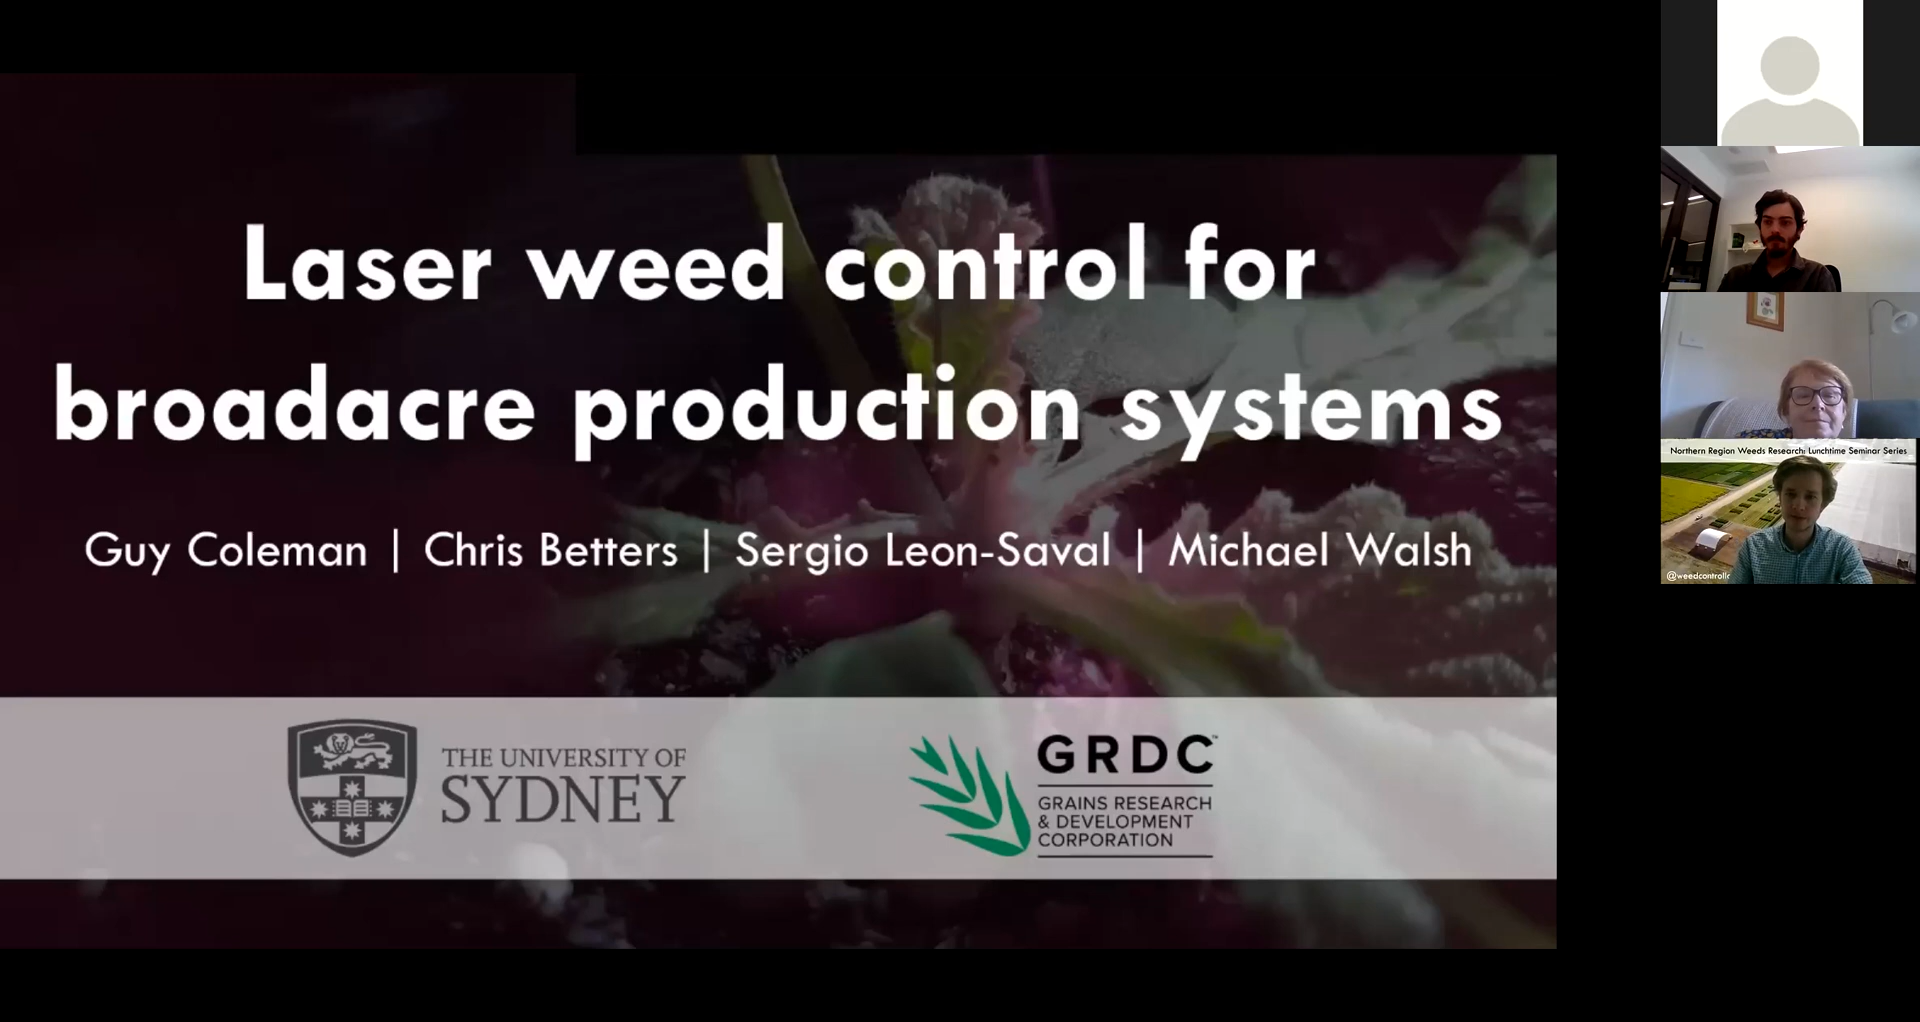 Laser weed control for
broadacre production systems
Guy Coleman | Chris Betters | Sergio Leon-Saval | Michael Walsh
THE UNIVERSITY OF
SYDNEY
GRDC™
GRAINS RESEARCH
& DEVELOPMENT
CORPORATION
Northern Region Weeds Research: Lunchtime Seminar Series